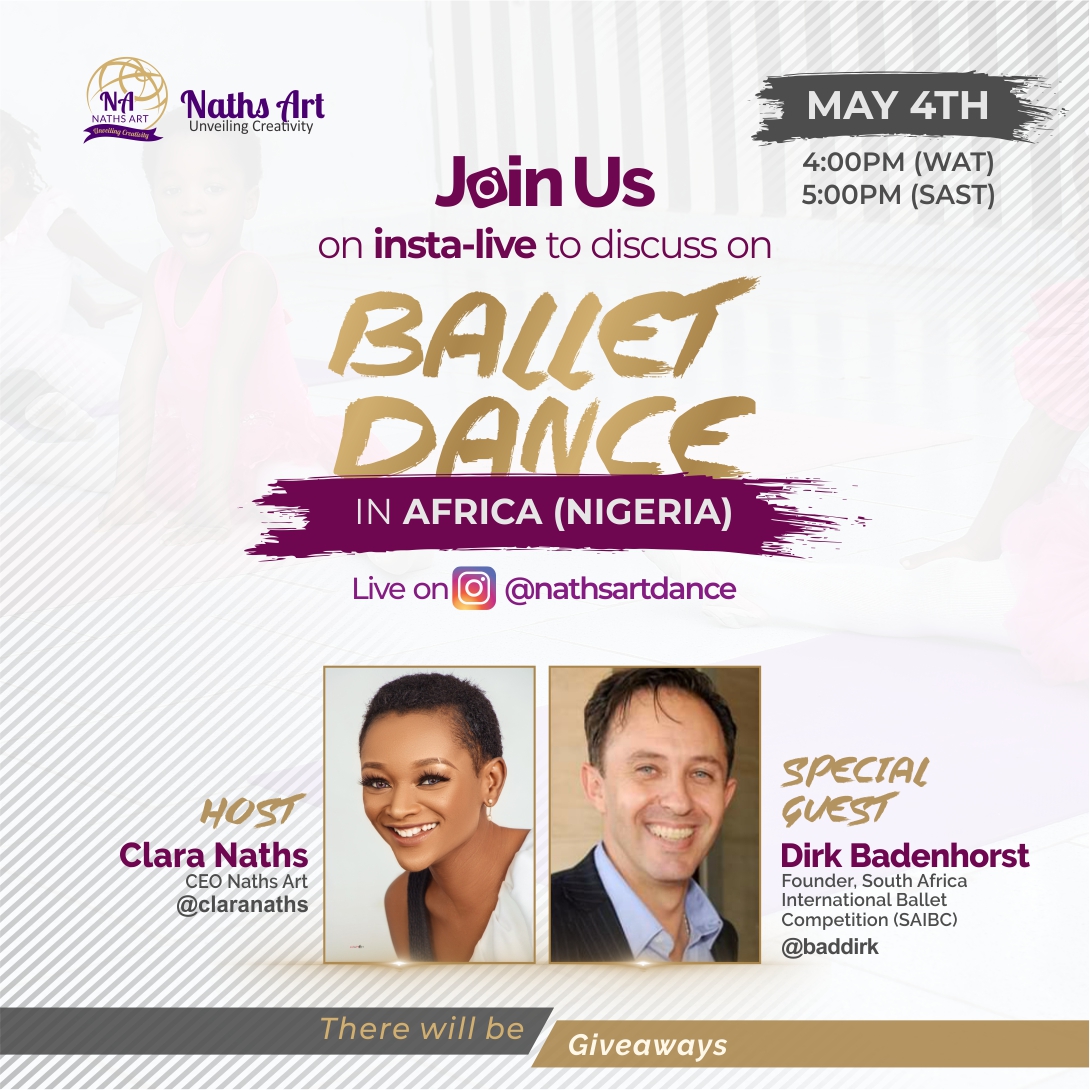 NA
NATHS ART
Unveiling Creativity
Naths Art
Unveiling Creativity
MAY 4TH
4:00PM (WAT)
5:00PM (SAST)
Join Us
on insta-live to discuss on
BALLET
DANCE
IN AFRICA (NIGERIA)
Live on @nathsartdance
HOST
Clara Naths
CEO Naths Art
@claranaths
SPECIAL
GUEST
Dirk Badenhorst
Founder, South Africa
International Ballet
Competition (SAIBC)
@baddirk
There will be
Giveaways